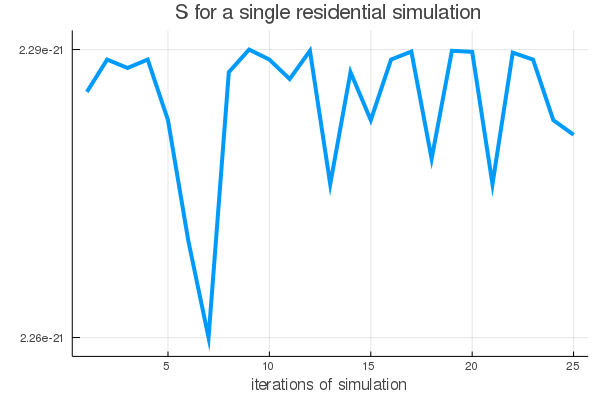 S for a single residential simulation
2.29e-21
2.26e-21
5 10 15 20 25
iterations of simulation